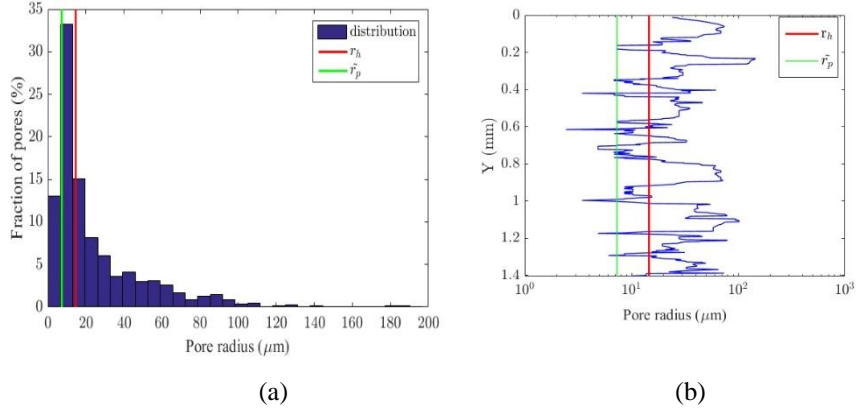 35
30
25
20
15
10
5
0
Fraction of pores (%)
distribution
r_h
r̃_p
0 20 40 60 80 100 120 140 160 180 200
Pore radius (μm)
(a)
0
0.2
0.4
0.6
0.8
1
1.2
1.4
Y (mm)
r_h
r̃_p
10^0 10^1 10^2 10^3
Pore radius (μm)
(b)